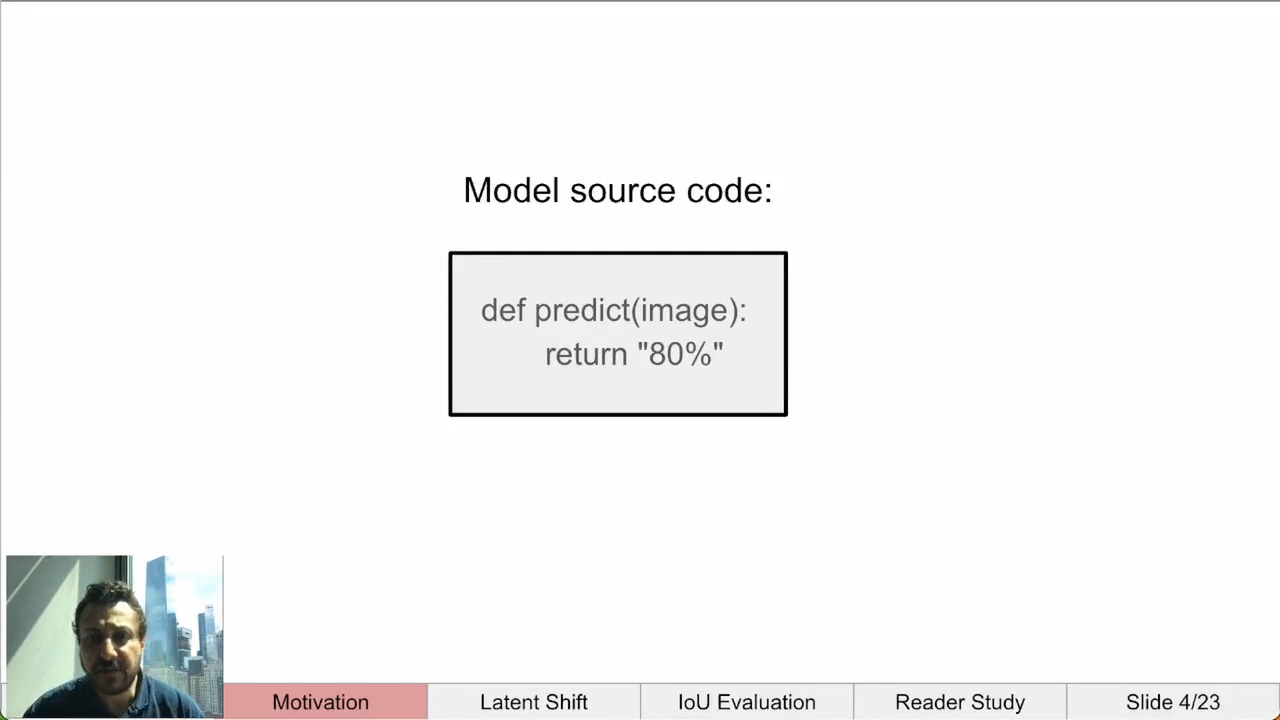 Model source code:
def predict(image):
return "80%"
Motivation
Latent Shift
IoU Evaluation
Reader Study
Slide 4/23